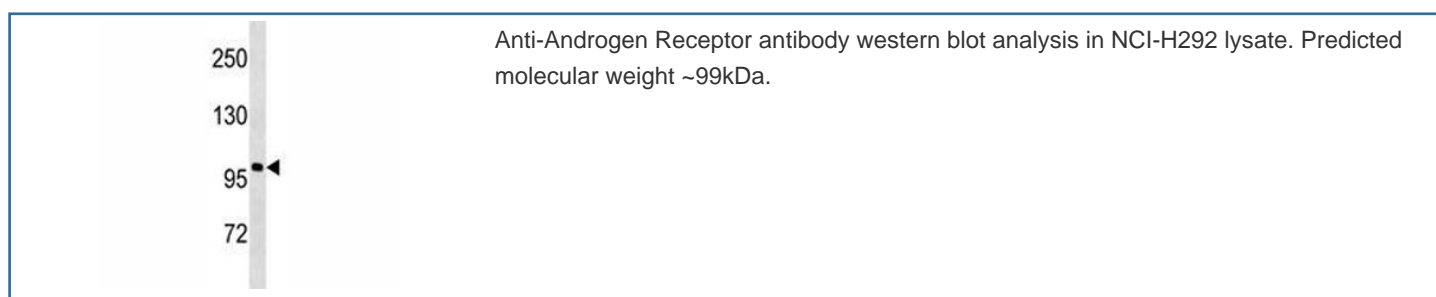 250
130
95
72
Anti-Androgen Receptor antibody western blot analysis in NCI-H292 lysate. Predicted
molecular weight ~99kDa.